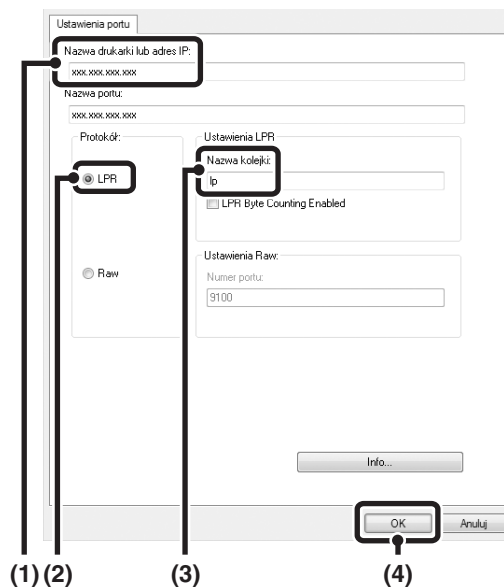 Ustawienia portu
Nazwa drukarki lub adres IP:
xxx.xxx.xxx.xxx
Nazwa portu:
xxx.xxx.xxx.xxx
Protokół:
Ustawienia LPR
Nazwa kolejki:
LPR
lp
LPR Byte Counting Enabled
Ustawienia Raw:
Raw
Numer portu:
9100
Info...
OK Anuluj
(1) (2) (3) (4)